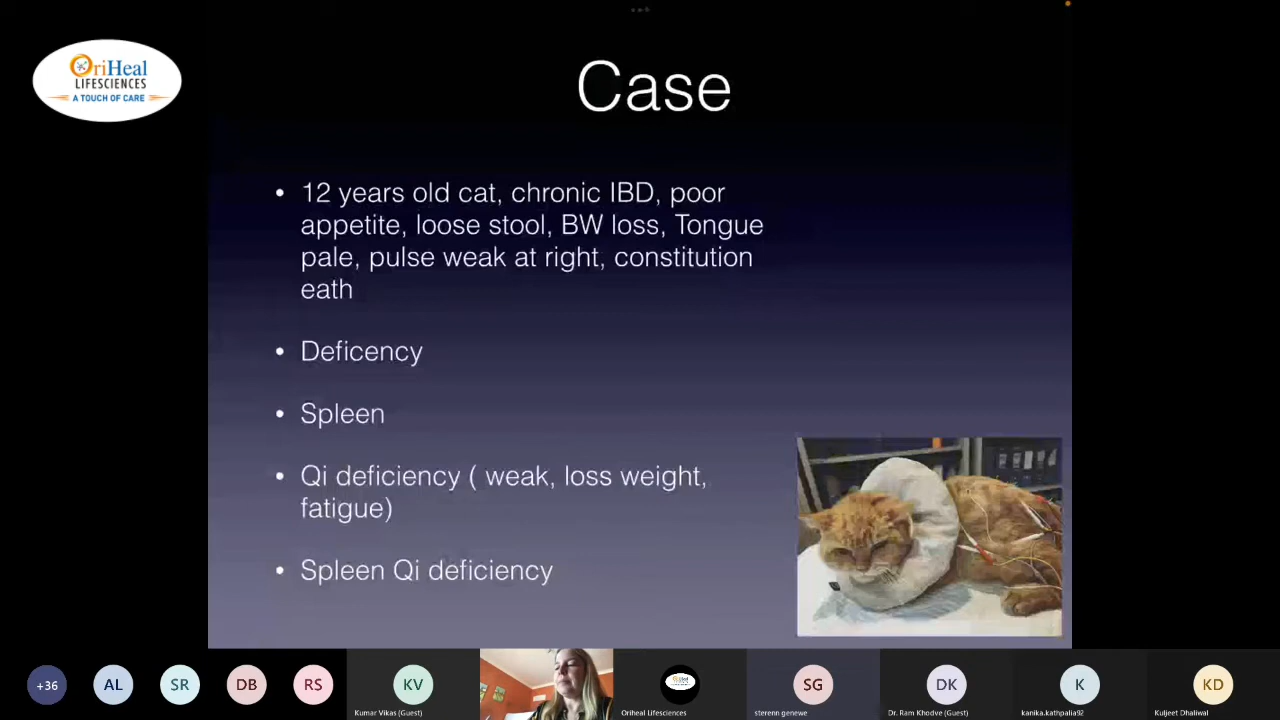 OriHeal
LIFESCIENCES
A TOUCH OF CARE
Case
• 12 years old cat, chronic IBD, poor
appetite, loose stool, BW loss, Tongue
pale, pulse weak at right, constitution
eath
• Deficency
• Spleen
• Qi deficiency ( weak, loss weight,
fatigue)
• Spleen Qi deficiency
+36
AL
SR
DB
RS
KV
SG
DK
K
KD
Kumar Vikas (Guest)
Oriheal Lifesciences
sterenn genewe
Dr. Ram Khodve (Guest)
kanika.kathpalia92
Kuljeet Dhaliwal